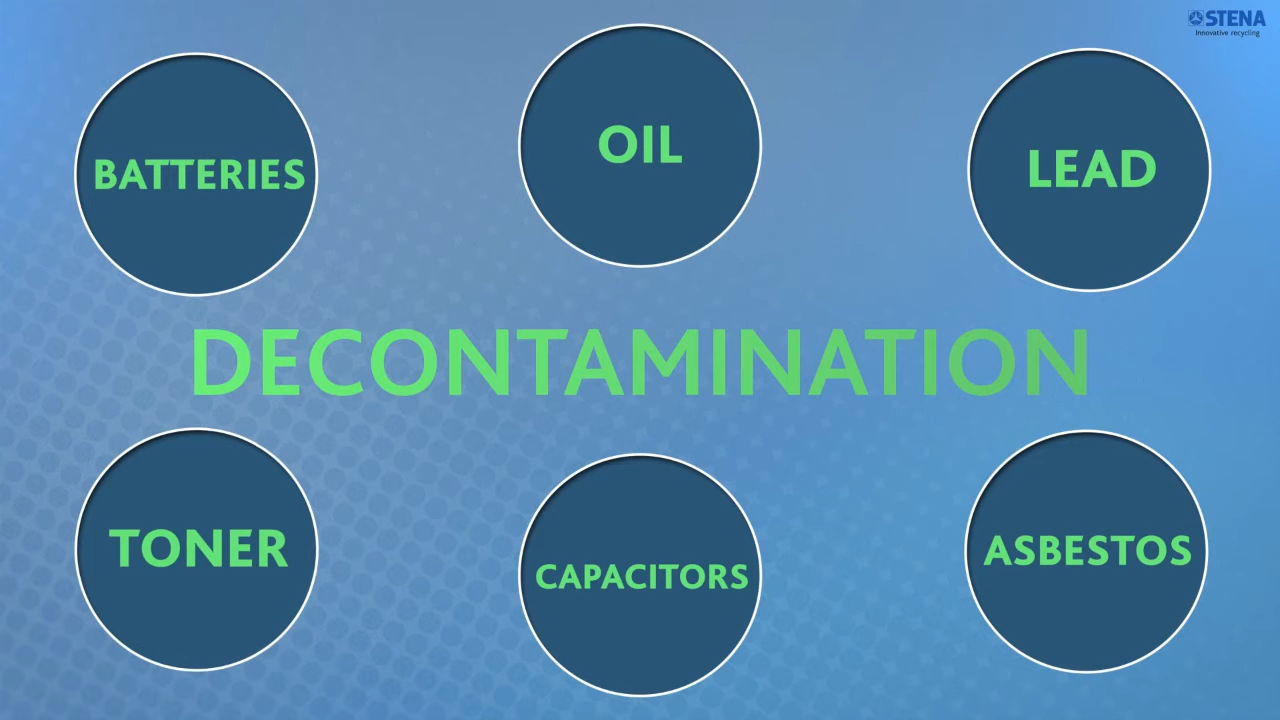 STENA
Innovative recycling
BATTERIES
OIL
LEAD
DECONTAMINATION
TONER
CAPACITORS
ASBESTOS